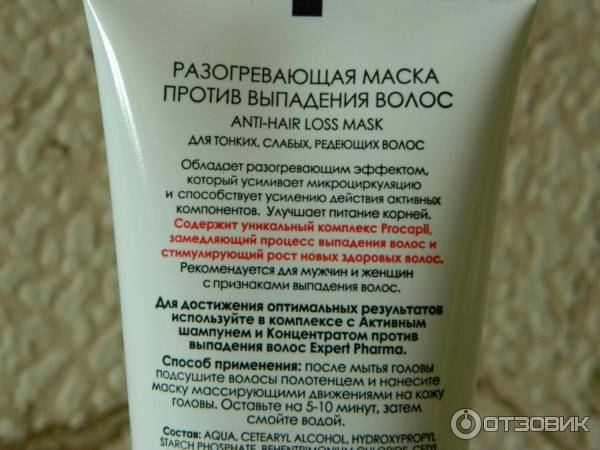 РАЗОГРЕВАЮЩАЯ МАСКА
ПРОТИВ ВЫПАДЕНИЯ ВОЛОС
ANTI-HAIR LOSS MASK
ДЛЯ ТОНКИХ, СЛАБЫХ, РЕДЕЮЩИХ ВОЛОС
Обладает разогревающим эффектом,
который усиливает микроциркуляцию
и способствует усилению действия активных
компонентов. Улучшает питание корней.
Содержит уникальный комплекс Procapil,
замедляющий процесс выпадения волос и
стимулирующий рост новых здоровых волос.
Рекомендуется для мужчин и женщин
с признаками выпадения волос.
Для достижения оптимальных результатов
используйте в комплексе с Активным
шампунем и Концентратом против
выпадения волос Expert Pharma.
Способ применения: после мытья головы
подсушите волосы полотенцем и нанесите
маску массирующими движениями на кожу
головы. Оставьте на 5-10 минут, затем
смойте водой.
Состав: AQUA, CETEARYL ALCOHOL, HYDROXYPROPYL
STARCH PHOSPHATE, BEHENTRIMONIUM CHLORIDE, CETYL
ОТЗОВИК